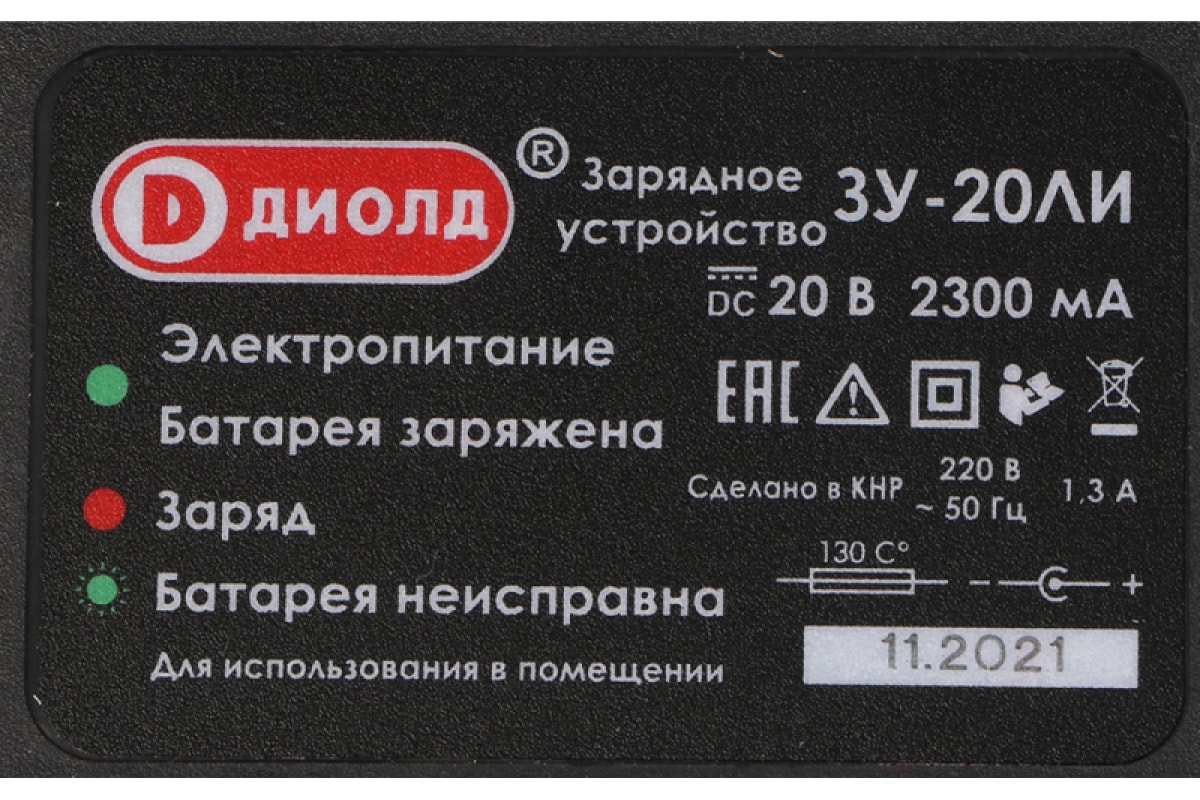 D ДИОЛД ®
Зарядное
устройство
ЗУ-20ЛИ
DC 20 В 2300 мА
Электропитание
Батарея заряжена
EAC
Сделано в КНР
220 В
~ 50 Гц
1,3 А
Заряд
130 С°
- +
Батарея неисправна
Для использования в помещении
11.2021